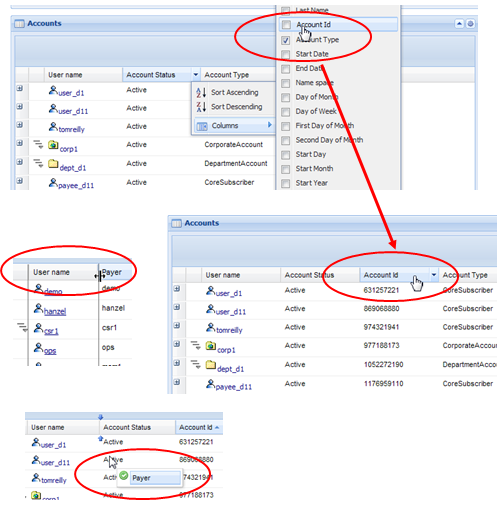 Last Name
Accounts
Account Id
Account Type
Start Date
End Date
User name Account Status Account Type
Name space
user_d1 Active Sort Ascending
Day of Month
Day of Week
user_d11 Active Sort Descending
First Day of Month
tomreilly Active Columns
Second Day of Month
corp1 Active CorporateAccount
Start Day
dept_d1 Active DepartmentAccount
Start Month
payee_d11 Active CoreSubscriber
Start Year
Accounts
User name Payer
demo demo
hanzel hanzel
csr1 csr1
ops ops
User name Account Status Account Id Account Type
user_d1 Active 631257221 CoreSubscriber
user_d11 Active 869068880 CoreSubscriber
tomreilly Active 974321941 CoreSubscriber
corp1 Active 977188173 CorporateAccou
dept_d1 Active 1052272190 DepartmentAcco
payee_d11 Active 1176959110 CoreSubscriber
User name Account Status Account Id
user_d1 Active 631257221
user_d11 Active 869068880
tomreilly Acti Payer 974321941
corp1 Active 977188173